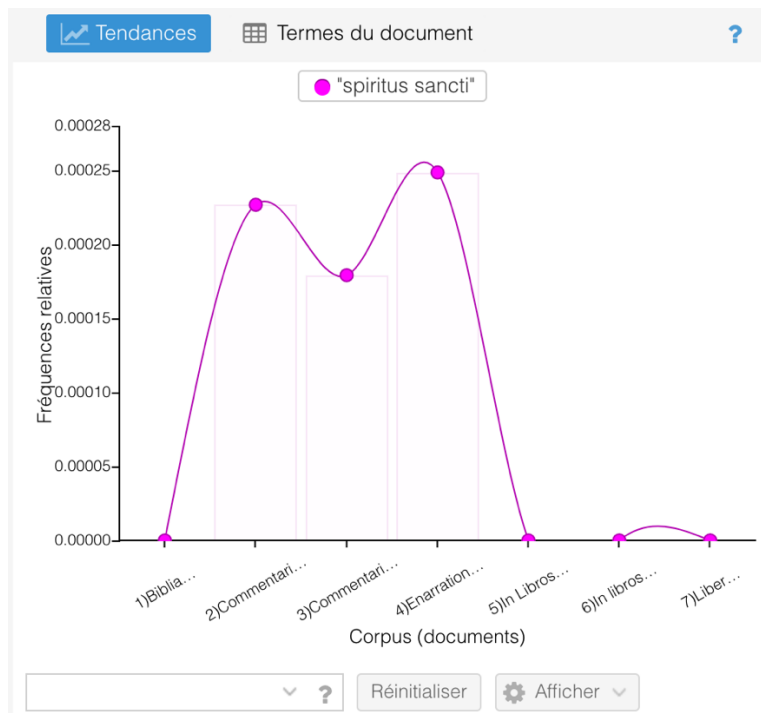 Tendances
Termes du document
?
"spiritus sancti"
0.00028
0.00025
0.00020
0.00015
0.00010
0.00005
0.00000
Fréquences relatives
1)Biblia…
2)Commentari…
3)Commentari…
4)Enarration…
5)In Libros…
6)In libros…
7)Liber…
Corpus (documents)
?
Réinitialiser
Afficher